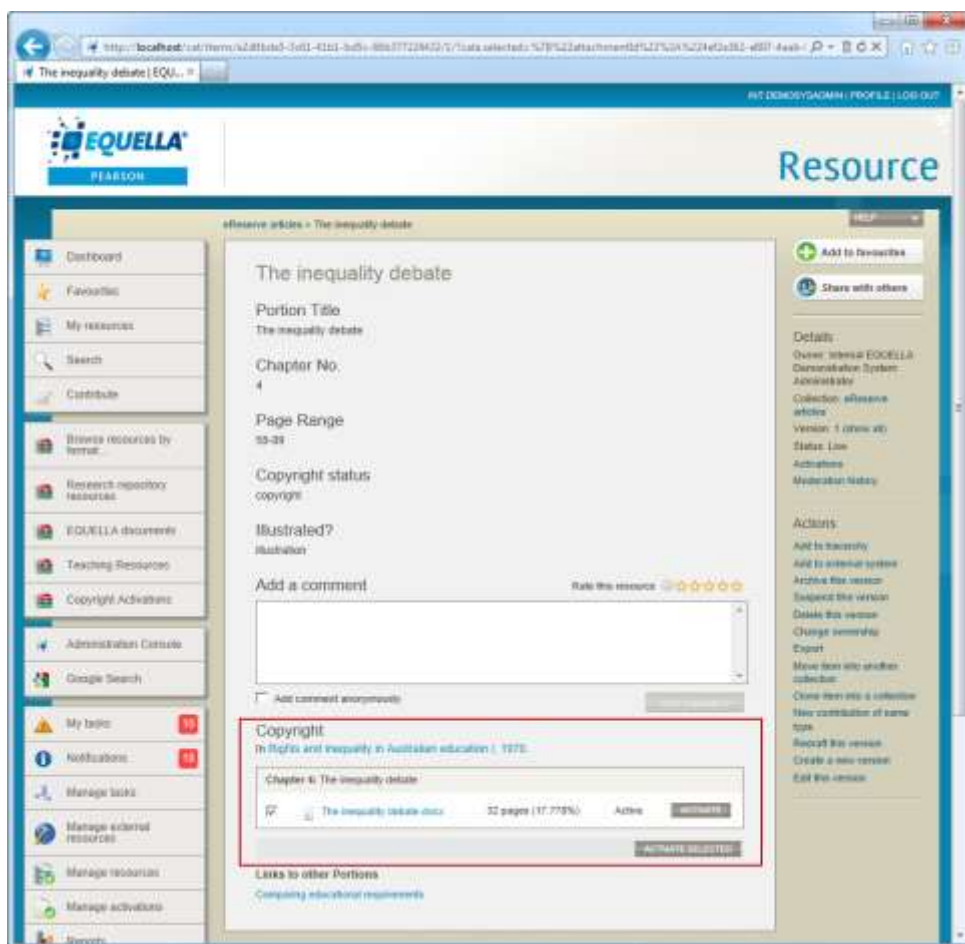 http://localhost/
The inequality debate | EQU...
PROFILE | LOG OUT
EQUELLA
PEARSON
Resource
HELP
eReserve articles > The inequality debate
Dashboard
Favourites
My resources
Search
Contribute
Browse resources by
format...
Research repository
resources
EQUELLA documents
Teaching Resources
Copyright Activations
Administration Console
Google Search
My tasks
Notifications
Manage tasks
Manage external
resources
Manage resources
Manage activations
Reports
The inequality debate
Portion Title
The inequality debate
Chapter No.
4
Page Range
Copyright status
copyright
Illustrated?
illustration
Add a comment
Rate this resource
Add comment anonymously
Copyright
In Rights and inequality in Australian education
Chapter 4: The inequality debate
The inequality debate.docx
52 pages (17.778%)
Active
ACTIVATE
ACTIVATE SELECTED
Links to other Portions
Comparing educational requirements
Add to favourites
Share with others
Details
Owner: Internal EQUELLA
Demonstration System
Administrator
Collection: eReserve
articles
Version: 1 (show all)
Status: Live
Activations
Moderation history
Actions
Add to hierarchy
Add to external system
Archive this version
Suspend this version
Delete this version
Change ownership
Export
Move item into another
collection
Clone item into a collection
New contribution of same
type
Redraft this version
Create a new version
Edit this version